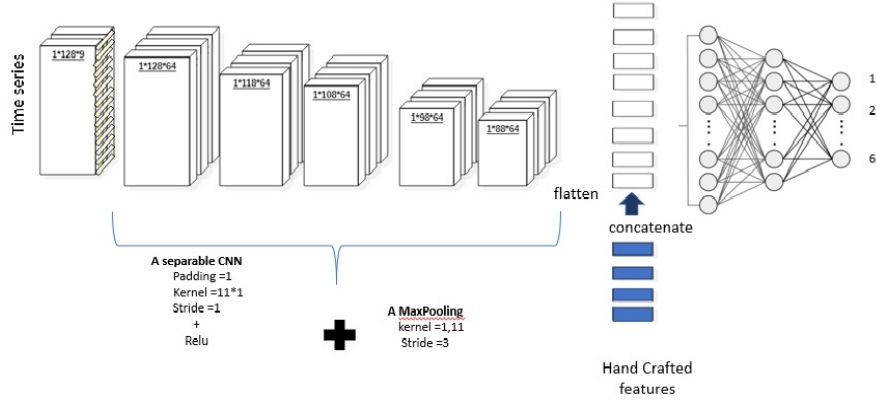 Time series
1*128*9
1*128*64
1*118*64
1*108*64
1*98*64
1*88*64
flatten
concatenate
1
2
6
A separable CNN
Padding =1
Kernel =11*1
Stride =1
+
Relu
A MaxPooling
kernel =1,11
Stride =3
Hand Crafted
features